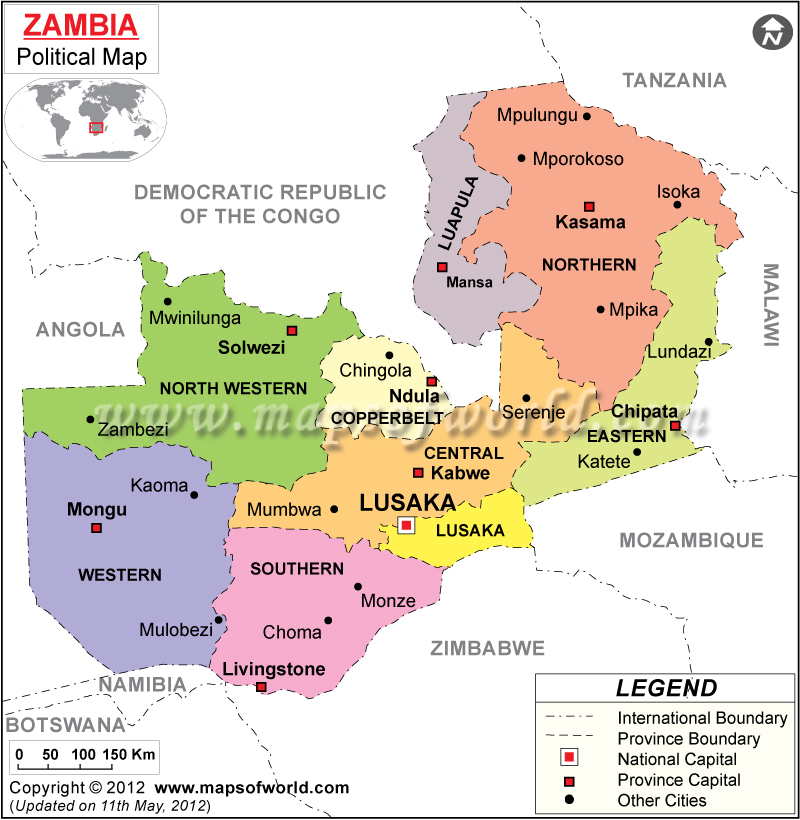 ZAMBIA
Political Map
N
TANZANIA
Mpulungu
Mporokoso
Isoka
DEMOCRATIC REPUBLIC
OF THE CONGO
LUAPULA
Kasama
NORTHERN
Mansa
MALAWI
Mwinilunga
Mpika
ANGOLA
Solwezi
Lundazi
Chingola
NORTH WESTERN
Ndula
COPPERBELT
Serenje
Chipata
www.mapsofworld.com
Zambezi
EASTERN
CENTRAL
Katete
Kabwe
Kaoma
Mumbwa
LUSAKA
Mongu
LUSAKA
MOZAMBIQUE
WESTERN
SOUTHERN
Monze
Mulobezi
Choma
ZIMBABWE
Livingstone
NAMIBIA
BOTSWANA
LEGEND
International Boundary
Province Boundary
National Capital
Province Capital
Other Cities
0 50 100 150 Km
Copyright © 2012 www.mapsofworld.com
(Updated on 11th May, 2012)